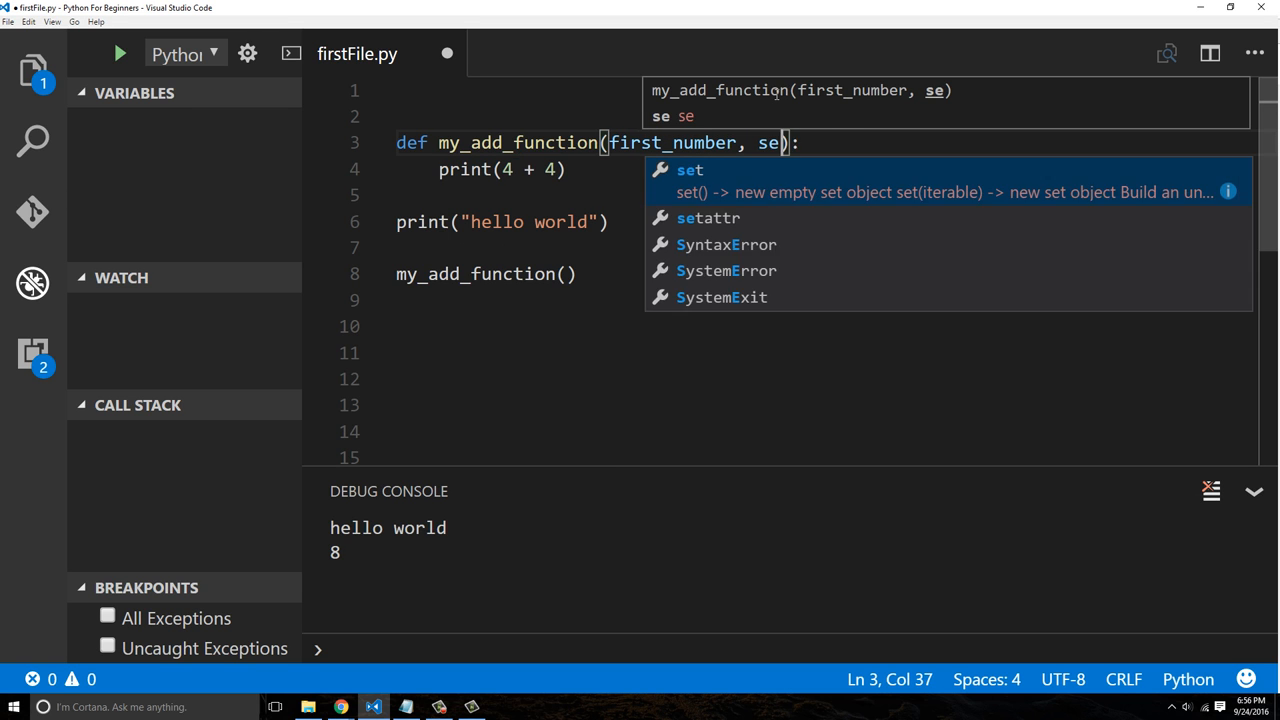 ● firstFile.py - Python For Beginners - Visual Studio Code
File Edit View Go Help
1
Pythor
firstFile.py
VARIABLES
WATCH
CALL STACK
BREAKPOINTS
All Exceptions
Uncaught Exceptions
2
1
2
3 def my_add_function(first_number, se):
4 print(4 + 4)
5
6 print("hello world")
7
8 my_add_function()
9
10
11
12
13
14
15
my_add_function(first_number, se)
se se
set
set() -> new empty set object set(iterable) -> new set object Build an un...
setattr
SyntaxError
SystemError
SystemExit
DEBUG CONSOLE
hello world
8
0 0
Ln 3, Col 37 Spaces: 4 UTF-8 CRLF Python
I'm Cortana. Ask me anything.
6:56 PM
9/24/2016